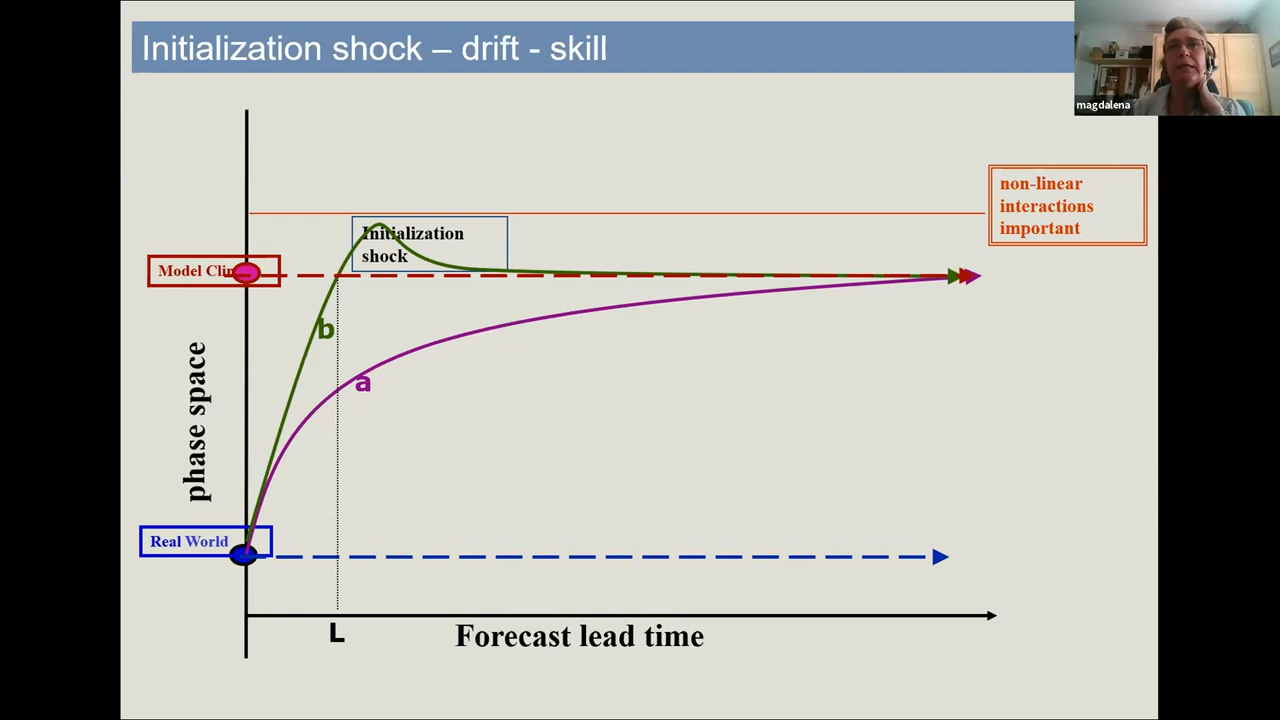 Initialization shock – drift - skill
magdalena
non-linear
interactions
important
Initialization
shock
Model Clim
b
a
phase space
Real World
L
Forecast lead time